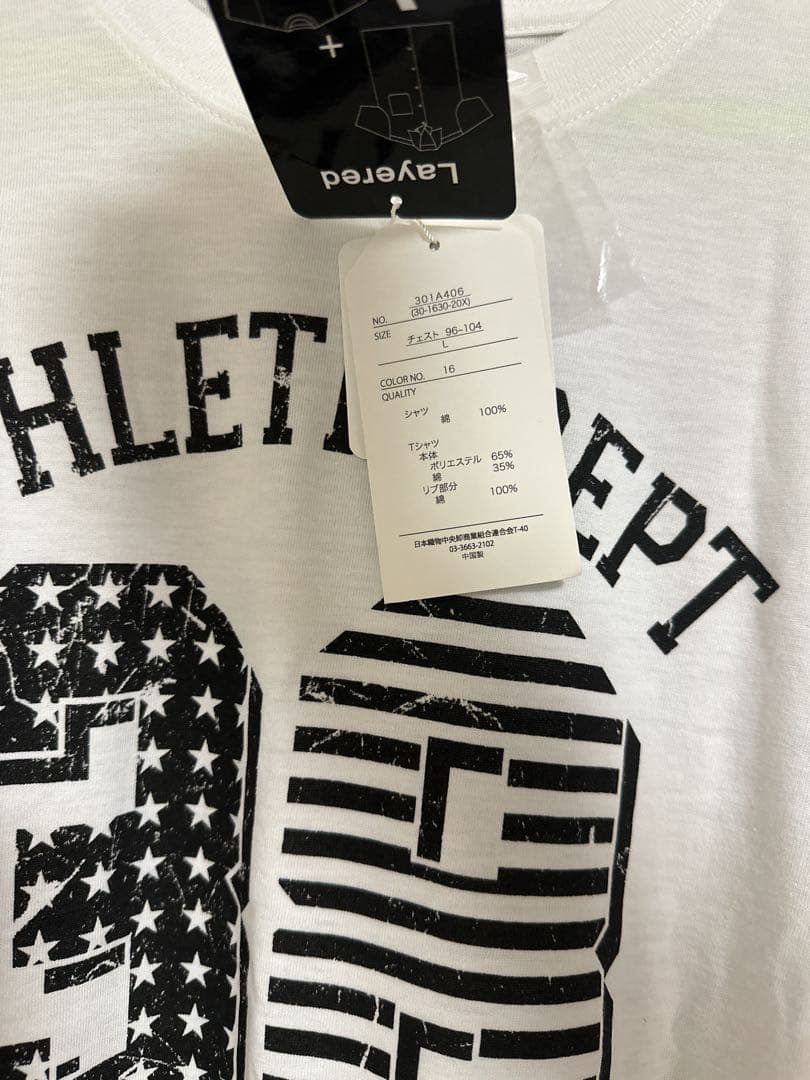 +
Layered
NO. 301A406
(30-1630-20X)
SIZE チェスト 96~104
L
COLOR NO. 16
QUALITY
シャツ
綿 100%
Tシャツ
本体
ポリエステル 65%
綿 35%
リブ部分
綿 100%
日本織物中央卸商業組合連合会T-40
03-3663-2102
中国製